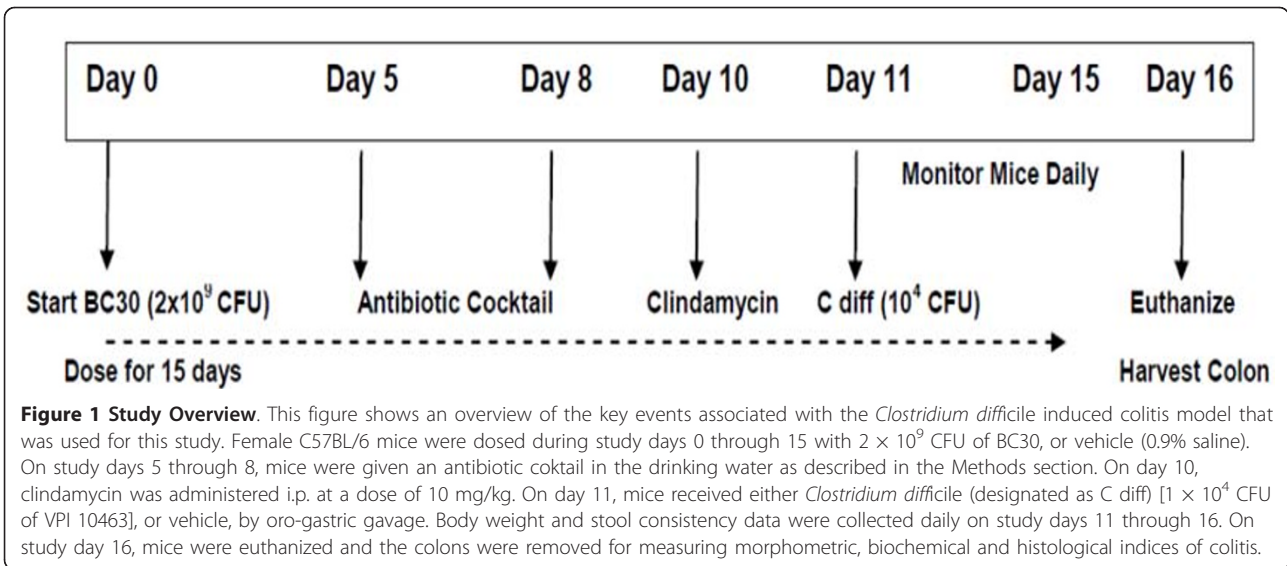 Day 0 Day 5 Day 8 Day 10 Day 11 Day 15 Day 16
Monitor Mice Daily
Start BC30 (2x10⁹ CFU) Antibiotic Cocktail Clindamycin C diff (10⁴ CFU) Euthanize
Dose for 15 days Harvest Colon
Figure 1 Study Overview. This figure shows an overview of the key events associated with the Clostridium difficile induced colitis model that
was used for this study. Female C57BL/6 mice were dosed during study days 0 through 15 with 2 × 10⁹ CFU of BC30, or vehicle (0.9% saline).
On study days 5 through 8, mice were given an antibiotic coktail in the drinking water as described in the Methods section. On day 10,
clindamycin was administered i.p. at a dose of 10 mg/kg. On day 11, mice received either Clostridium difficile (designated as C diff) [1 × 10⁴ CFU
of VPI 10463], or vehicle, by oro-gastric gavage. Body weight and stool consistency data were collected daily on study days 11 through 16. On
study day 16, mice were euthanized and the colons were removed for measuring morphometric, biochemical and histological indices of colitis.